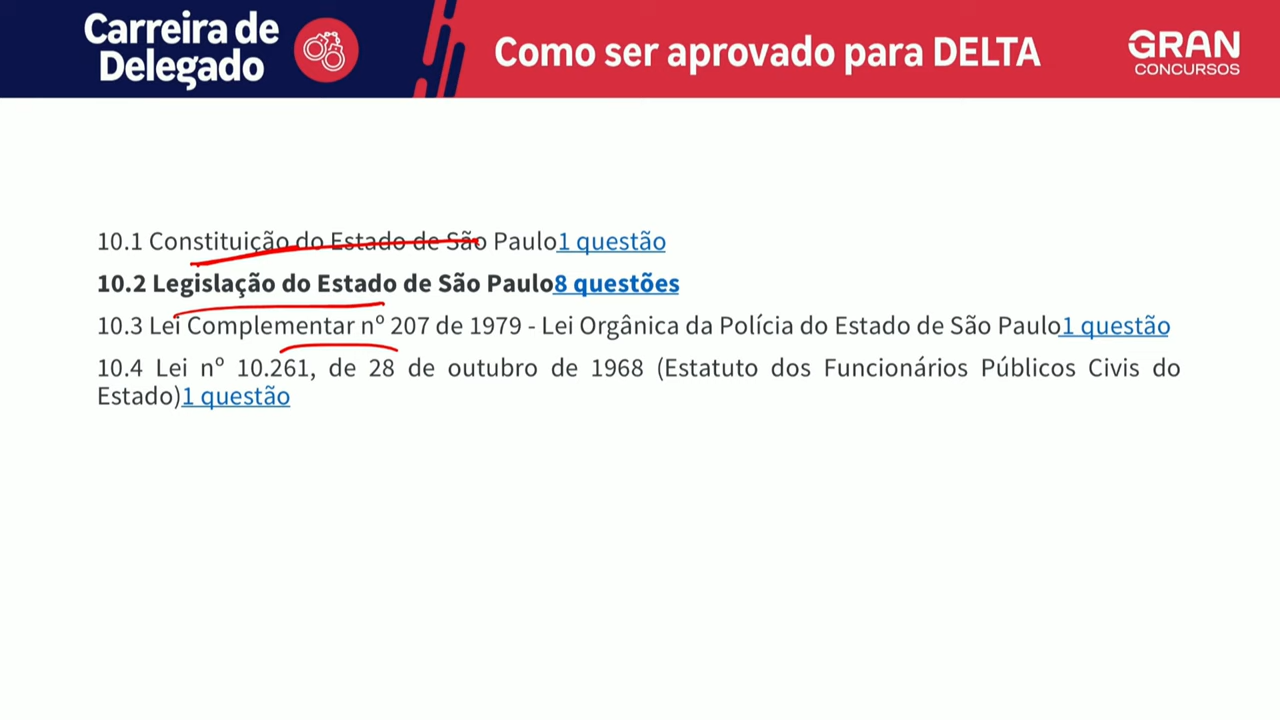 Carreira de
Delegado
Como ser aprovado para DELTA
GRAN
CONCURSOS
10.1 Constituição do Estado de São Paulo1 questão
10.2 Legislação do Estado de São Paulo8 questões
10.3 Lei Complementar nº 207 de 1979 - Lei Orgânica da Polícia do Estado de São Paulo1 questão
10.4 Lei nº 10.261, de 28 de outubro de 1968 (Estatuto dos Funcionários Públicos Civis do
Estado)1 questão